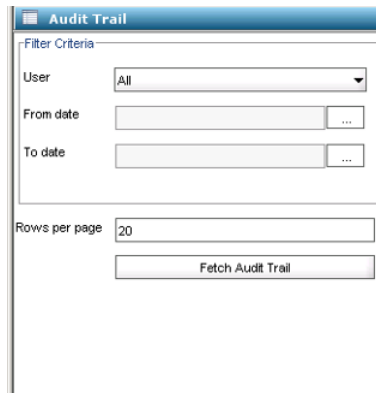 Audit Trail
Filter Criteria
User
All
From date
...
To date
...
Rows per page
20
Fetch Audit Trail